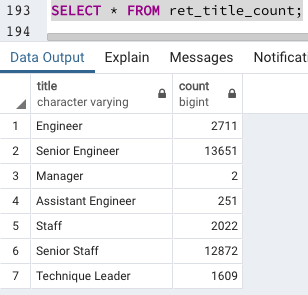 193 SELECT * FROM ret_title_count;
194
Data Output Explain Messages Notificat
title count
character varying bigint
1 Engineer 2711
2 Senior Engineer 13651
3 Manager 2
4 Assistant Engineer 251
5 Staff 2022
6 Senior Staff 12872
7 Technique Leader 1609